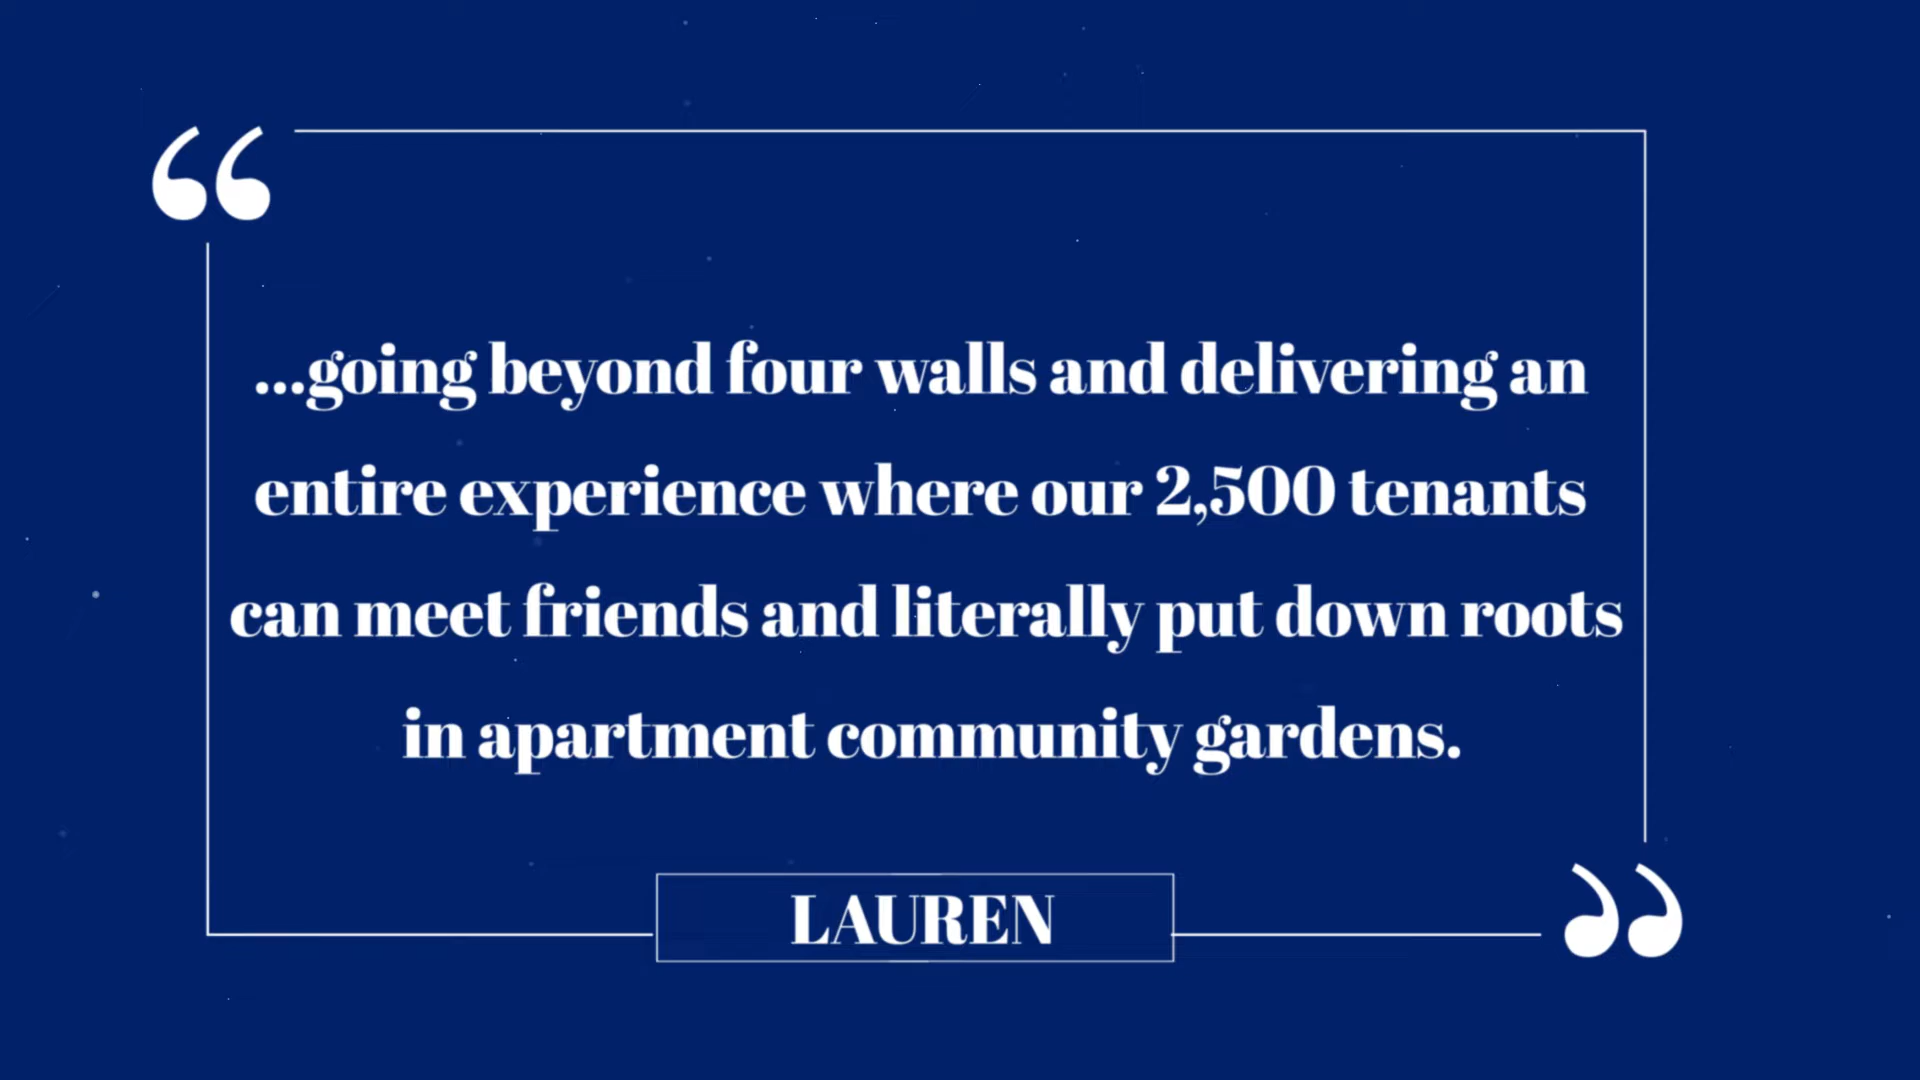 “
...going beyond four walls and delivering an
entire experience where our 2,500 tenants
can meet friends and literally put down roots
in apartment community gardens.
”
LAUREN